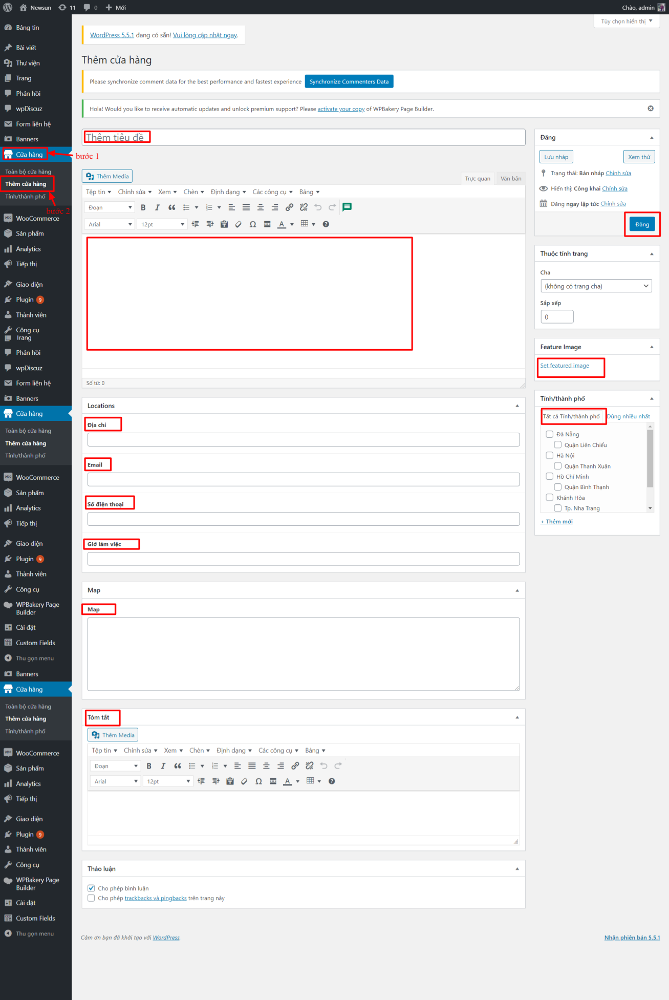 Newsun 11 0 Mới
Chào, admin
Tùy chọn hiển thị
Bảng tin
Bài viết
Thư viện
Trang
Phản hồi
wpDiscuz
Form liên hệ
Banners
Cửa hàng
bước 1
Toàn bộ cửa hàng
Thêm cửa hàng
Tỉnh/thành phố
bước 2
WooCommerce
Sản phẩm
Analytics
Tiếp thị
Giao diện
Plugin 9
Thành viên
Công cụ
Trang
Phản hồi
wpDiscuz
Form liên hệ
Banners
Cửa hàng
Toàn bộ cửa hàng
Thêm cửa hàng
Tỉnh/thành phố
WooCommerce
Sản phẩm
Analytics
Tiếp thị
Giao diện
Plugin 9
Thành viên
Công cụ
WPBakery Page
Builder
Cài đặt
Custom Fields
Thu gọn menu
Banners
Cửa hàng
Toàn bộ cửa hàng
Thêm cửa hàng
Tỉnh/thành phố
WooCommerce
Sản phẩm
Analytics
Tiếp thị
Giao diện
Plugin 9
Thành viên
Công cụ
WPBakery Page
Builder
Cài đặt
Custom Fields
Thu gọn menu
WordPress 5.5.1 đang có sẵn! Vui lòng cập nhật ngay.
Thêm cửa hàng
Please synchronize comment data for the best performance and fastest experience Synchronize Commenters Data
Hola! Would you like to receive automatic updates and unlock premium support? Please activate your copy of WPBakery Page Builder.
Thêm tiêu đề
Thêm Media
Trực quan Văn bản
Tệp tin Chỉnh sửa Xem Chèn Định dạng Các công cụ Bảng
Đoạn B I
Arial 12pt Ω A
Số từ: 0
Locations
Địa chỉ
Email
Số điện thoại
Giờ làm việc
Map
Map
Tóm tắt
Thêm Media
Tệp tin Chỉnh sửa Xem Chèn Định dạng Các công cụ Bảng
Đoạn B I
Arial 12pt Ω A
Thảo luận
Cho phép bình luận
Cho phép trackbacks và pingbacks trên trang này
Đăng
Lưu nháp Xem thử
Trạng thái: Bản nháp Chỉnh sửa
Hiển thị: Công khai Chỉnh sửa
Đăng ngay lập tức Chỉnh sửa
Đăng
Thuộc tính trang
Cha
(không có trang cha)
Sắp xếp
0
Feature Image
Set featured image
Tỉnh/thành phố
Tất cả Tỉnh/thành phố Dùng nhiều nhất
Đà Nẵng
Quận Liên Chiểu
Hà Nội
Quận Thanh Xuân
Hồ Chí Minh
Quận Bình Thạnh
Khánh Hòa
Tp. Nha Trang
+ Thêm mới
Cảm ơn bạn đã khởi tạo với WordPress.
Nhận phiên bản 5.5.1